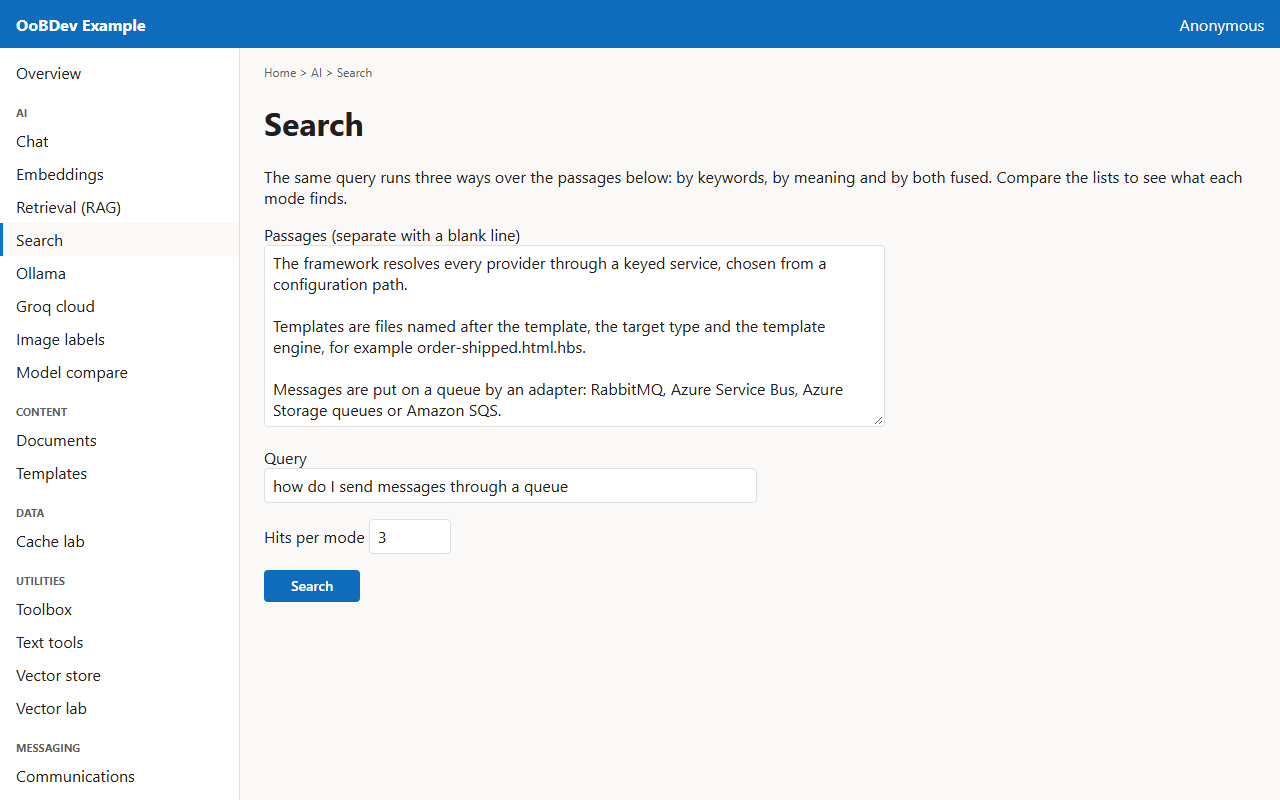 OoBDev Example
Anonymous
Overview
AI
Chat
Embeddings
Retrieval (RAG)
Search
Ollama
Groq cloud
Image labels
Model compare
CONTENT
Documents
Templates
DATA
Cache lab
UTILITIES
Toolbox
Text tools
Vector store
Vector lab
MESSAGING
Communications
Home > AI > Search
Search
The same query runs three ways over the passages below: by keywords, by meaning and by both fused. Compare the lists to see what each
mode finds.
Passages (separate with a blank line)
The framework resolves every provider through a keyed service, chosen from a
configuration path.
Templates are files named after the template, the target type and the template
engine, for example order-shipped.html.hbs.
Messages are put on a queue by an adapter: RabbitMQ, Azure Service Bus, Azure
Storage queues or Amazon SQS.
Query
how do I send messages through a queue
Hits per mode 3
Search